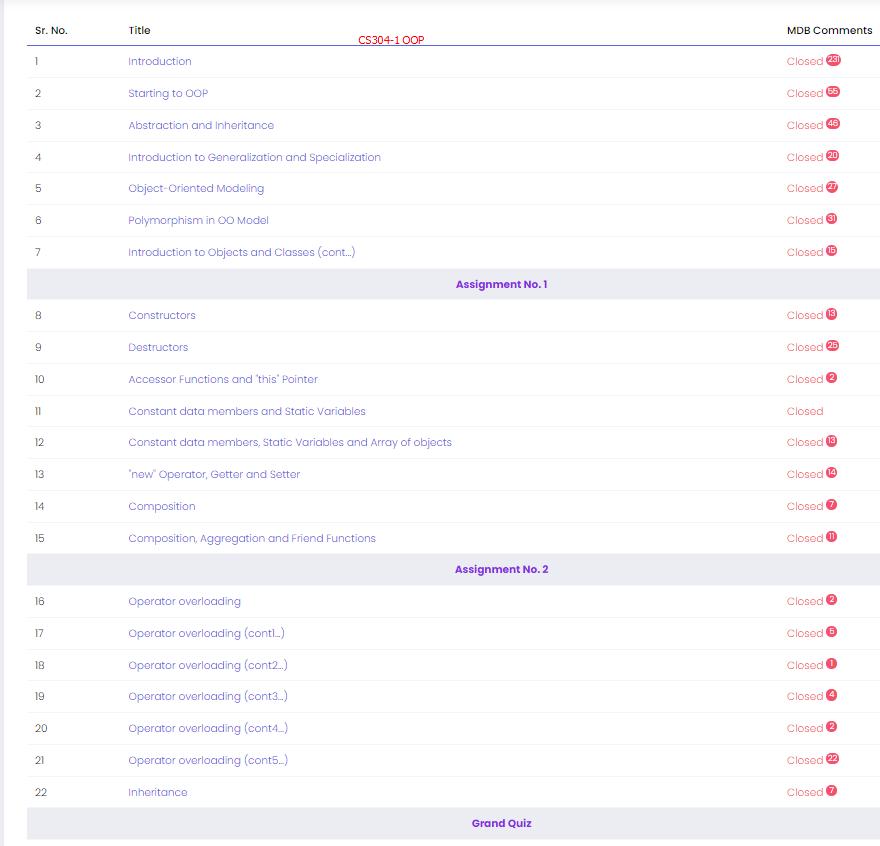 Sr. No. Title MDB Comments
CS304-1 OOP
1 Introduction Closed 231
2 Starting to OOP Closed 55
3 Abstraction and Inheritance Closed 46
4 Introduction to Generalization and Specialization Closed 20
5 Object-Oriented Modeling Closed 27
6 Polymorphism in OO Model Closed 31
7 Introduction to Objects and Classes (cont...) Closed 15
Assignment No. 1
8 Constructors Closed 13
9 Destructors Closed 25
10 Accessor Functions and "this" Pointer Closed 2
11 Constant data members and Static Variables Closed
12 Constant data members, Static Variables and Array of objects Closed 13
13 "new" Operator, Getter and Setter Closed 14
14 Composition Closed 7
15 Composition, Aggregation and Friend Functions Closed 11
Assignment No. 2
16 Operator overloading Closed 2
17 Operator overloading (cont1...) Closed 5
18 Operator overloading (cont2...) Closed 1
19 Operator overloading (cont3...) Closed 4
20 Operator overloading (cont4...) Closed 2
21 Operator overloading (cont5...) Closed 22
22 Inheritance Closed 7
Grand Quiz